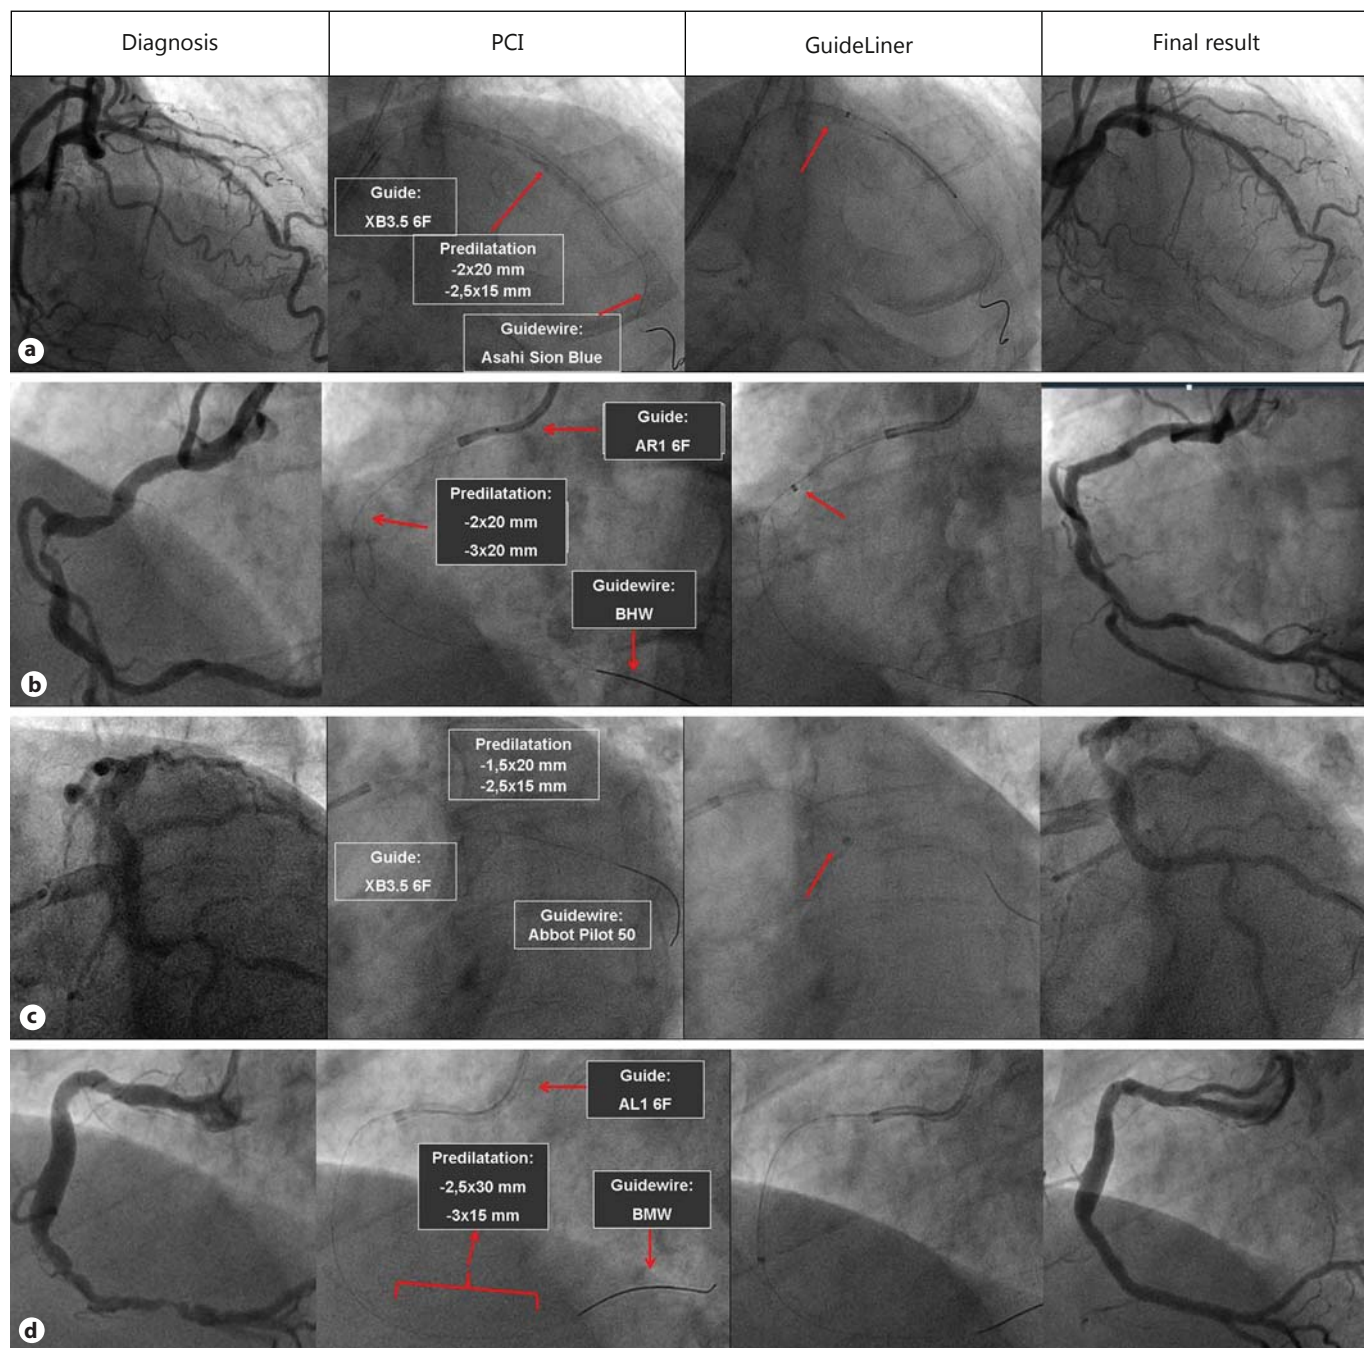 Diagnosis
PCI
GuideLiner
Final result
Guide:
XB3.5 6F
Predilatation
-2x20 mm
-2,5x15 mm
Guidewire:
Asahi Sion Blue
a
Guide:
AR1 6F
Predilatation:
-2x20 mm
-3x20 mm
Guidewire:
BHW
b
Predilatation
-1,5x20 mm
-2,5x15 mm
Guide:
XB3.5 6F
Guidewire:
Abbot Pilot 50
c
Guide:
AL1 6F
Predilatation:
-2,5x30 mm
-3x15 mm
Guidewire:
BMW
d